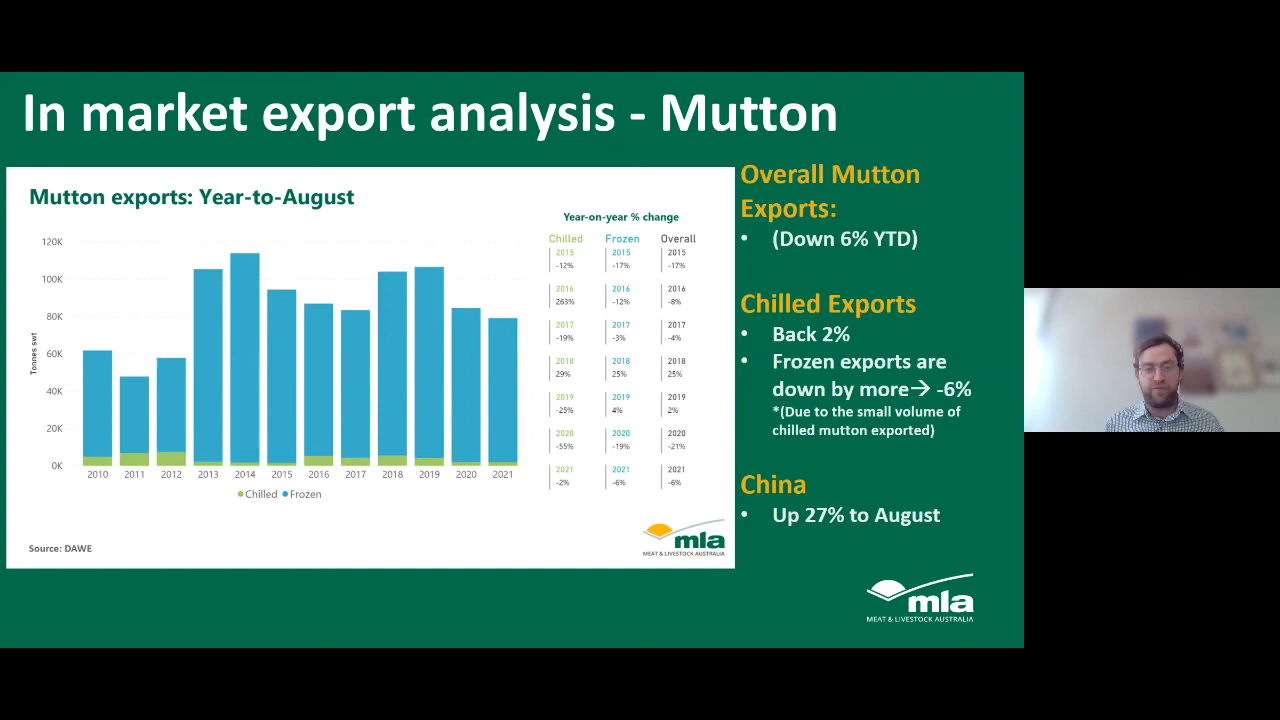 In market export analysis - Mutton
Mutton exports: Year-to-August
Year-on-year % change
Chilled Frozen Overall
2015 2015 2015
-12% -17% -17%
2016 2016 2016
263% -12% -8%
2017 2017 2017
-19% -3% -4%
2018 2018 2018
29% 25% 25%
2019 2019 2019
-25% 4% 2%
2020 2020 2020
-55% -19% -21%
2021 2021 2021
-2% -6% -6%
120K
100K
80K
60K
40K
20K
0K
Tonnes swt
2010 2011 2012 2013 2014 2015 2016 2017 2018 2019 2020 2021
Chilled Frozen
Source: DAWE
mla
MEAT & LIVESTOCK AUSTRALIA
Overall Mutton
Exports:
• (Down 6% YTD)
Chilled Exports
• Back 2%
• Frozen exports are
down by more→ -6%
*(Due to the small volume of
chilled mutton exported)
China
• Up 27% to August
mla
MEAT & LIVESTOCK AUSTRALIA